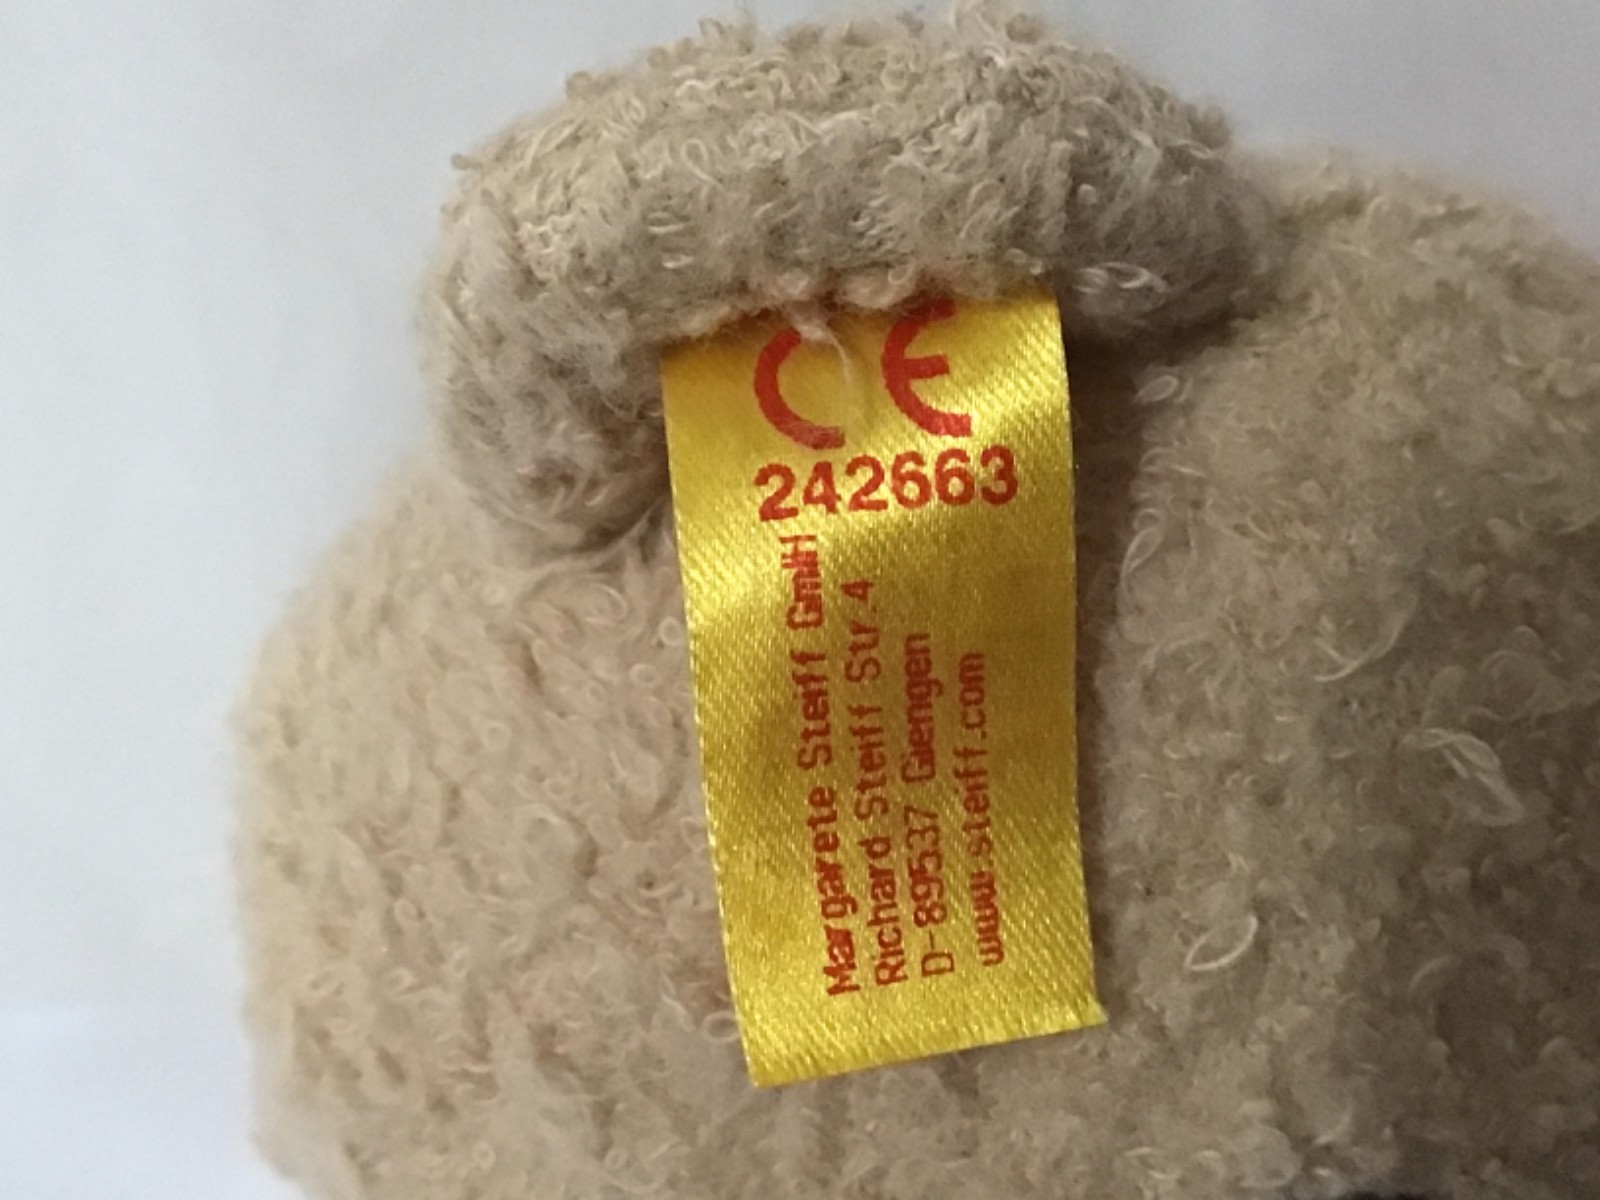 CE
242663
Margarete Steiff GmbH
Richard Steiff Str.4
D-89537 Giengen
www.steiff.com